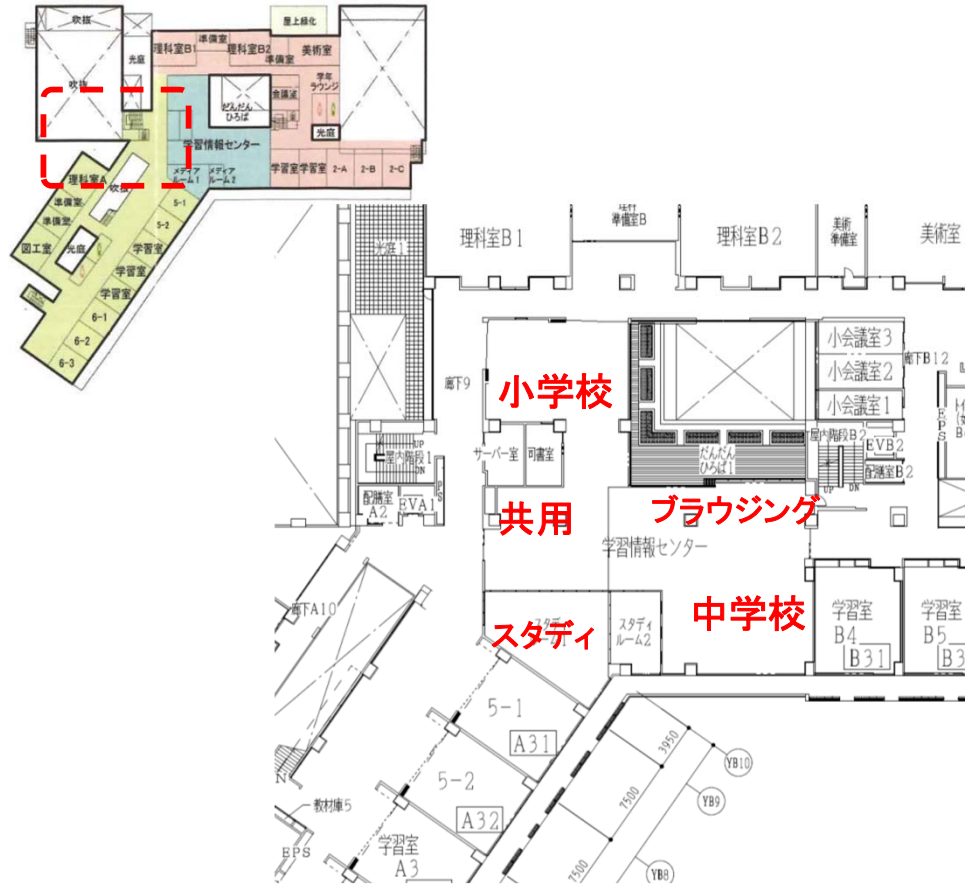 吹抜
屋上緑化
光庭
理科室B1
準備室
理科室B2
準備室
美術室
吹抜
学年
ラウンジ
会議室
だんだん
ひろば
光庭
学習情報センター
メディア
ルーム1
メディア
ルーム2
学習室
学習室
2-A
2-B
2-C
理科室A
吹抜
準備室
準備室
図工室
光庭
5-1
5-2
学習室
学習室
学習室
6-1
6-2
6-3
光庭1
理科室B1
準備室B
理科室B2
美術
準備室
美術室
廊下9
小学校
小会議室3
小会議室2
小会議室1
廊下B12
EPS
サーバー室
司書室
屋内階段1
UP
DN
配膳室
A2
EVA1
PS
だんだん
ひろば1
屋内階段B2
UP
DN
EVB2
配膳室
B2
共用
ブラウジング
学習情報センター
廊下A10
スタディ
スタディ
ルーム2
中学校
学習室
B4
B31
学習室
B5
5-1
A31
5-2
A32
学習室
A3
教材庫5
EPS
3950
7500
7500
YB10
YB9
YB8